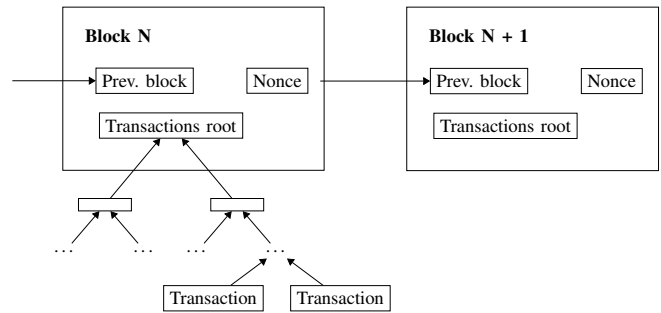 Block N
Block N + 1
Prev. block
Nonce
Prev. block
Nonce
Transactions root
Transactions root
... ... ... ...
Transaction
Transaction